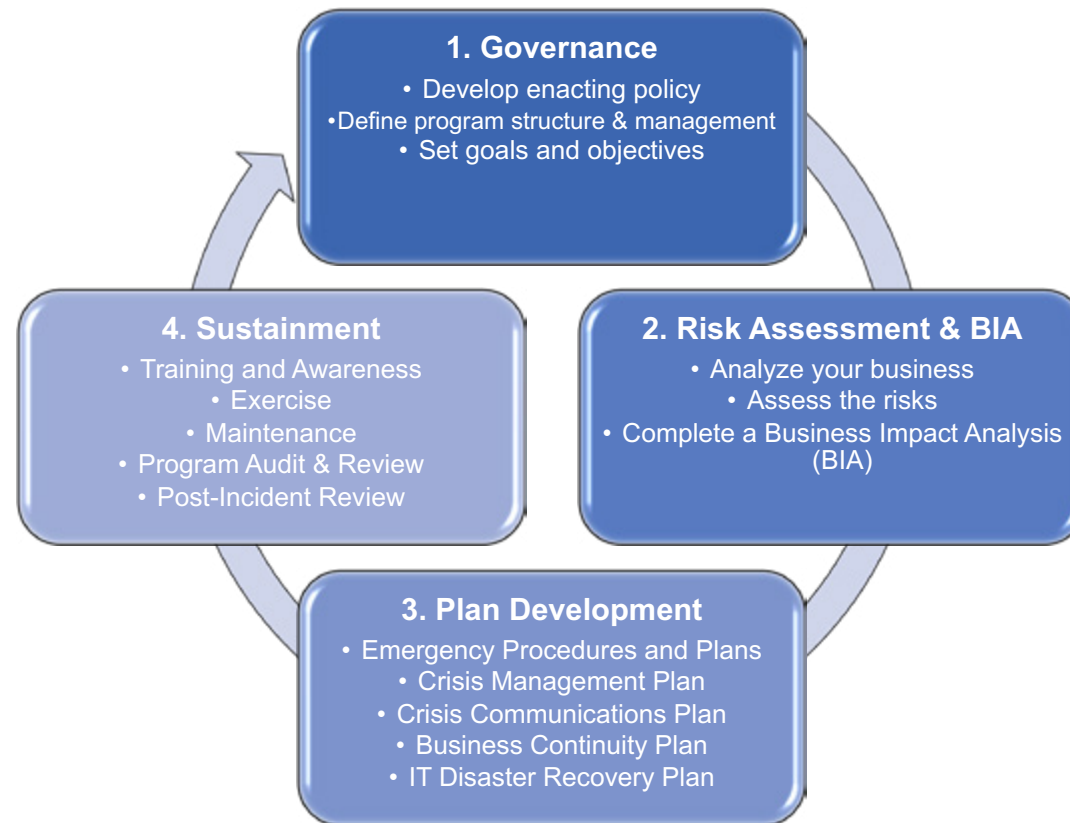 1. Governance
• Develop enacting policy
•Define program structure & management
• Set goals and objectives
2. Risk Assessment & BIA
• Analyze your business
• Assess the risks
• Complete a Business Impact Analysis
(BIA)
3. Plan Development
• Emergency Procedures and Plans
• Crisis Management Plan
• Crisis Communications Plan
• Business Continuity Plan
• IT Disaster Recovery Plan
4. Sustainment
• Training and Awareness
• Exercise
• Maintenance
• Program Audit & Review
• Post-Incident Review